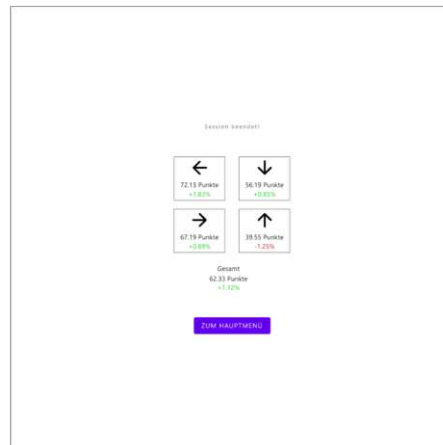 Session beendet!
72.13 Punkte
+1.82%
56.19 Punkte
+0.85%
67.19 Punkte
+0.89%
39.55 Punkte
-1.25%
Gesamt
62.33 Punkte
+1.12%
ZUM HAUPTMENÜ